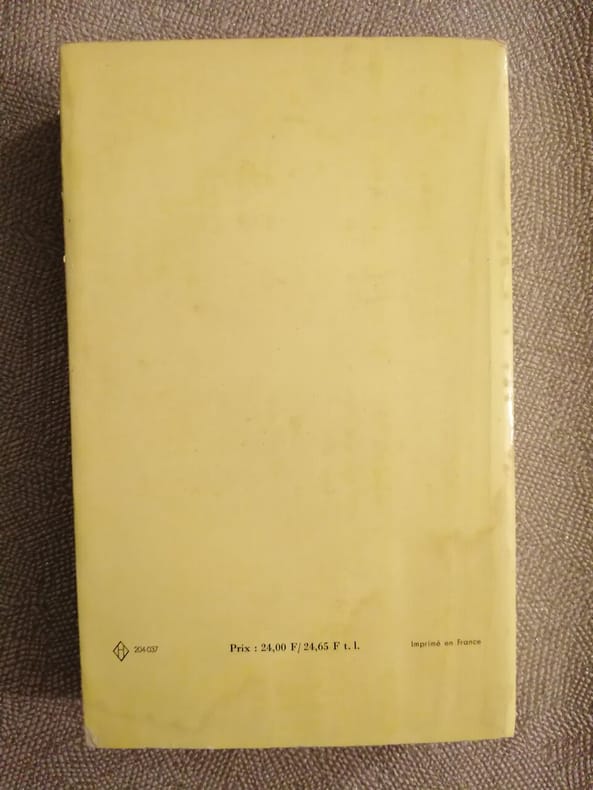 H 204-037 Prix : 24,00 F/24,65 F t. l. Imprimé en France